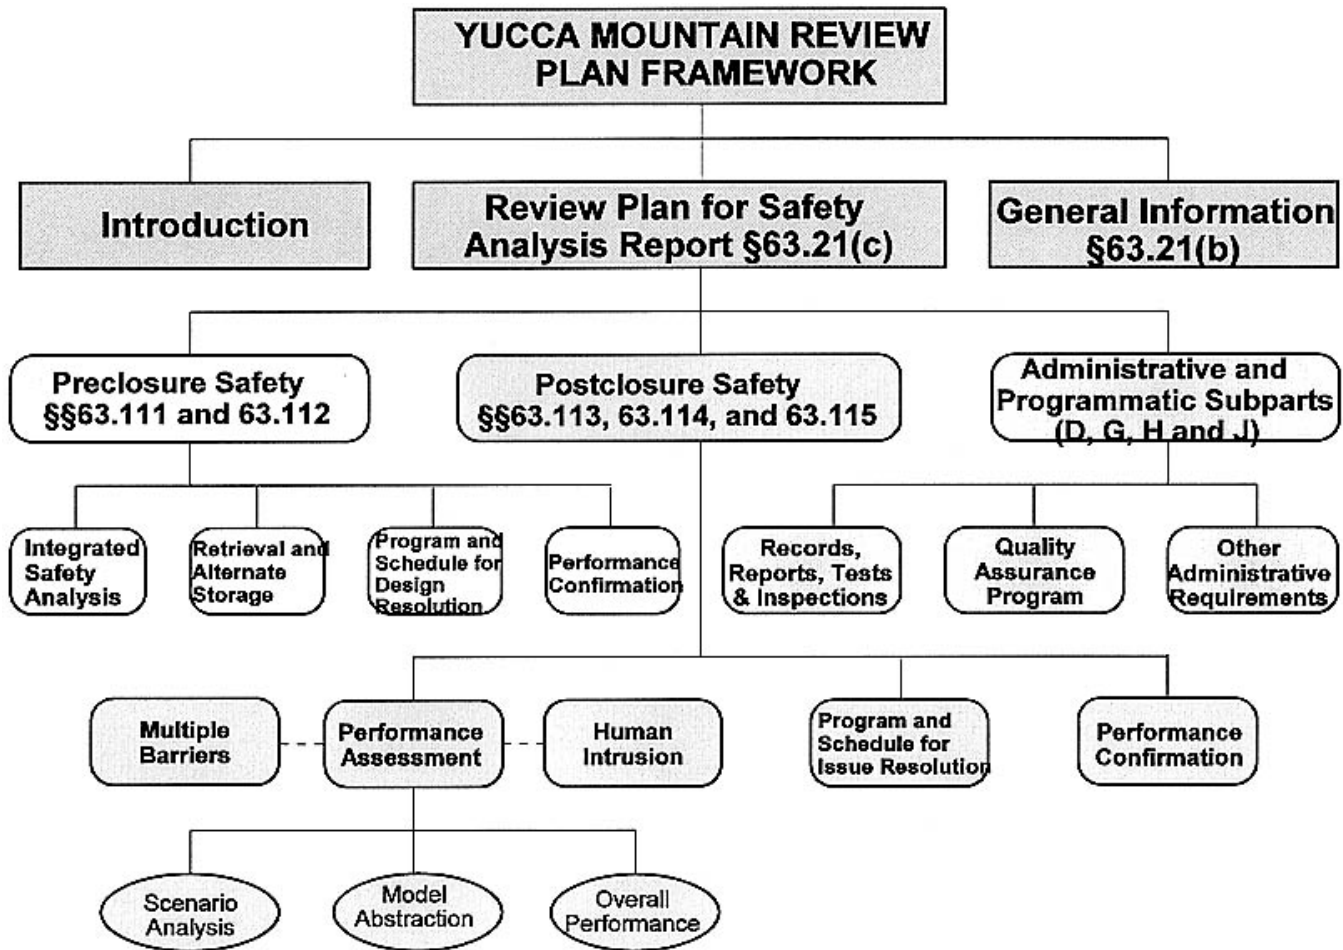 YUCCA MOUNTAIN REVIEW
PLAN FRAMEWORK
Introduction
Review Plan for Safety
Analysis Report §63.21(c)
General Information
§63.21(b)
Preclosure Safety
§§63.111 and 63.112
Postclosure Safety
§§63.113, 63.114, and 63.115
Administrative and
Programmatic Subparts
(D, G, H and J)
Integrated
Safety
Analysis
Retrieval and
Alternate
Storage
Program and
Schedule for
Design
Resolution
Performance
Confirmation
Records,
Reports, Tests
& Inspections
Quality
Assurance
Program
Other
Administrative
Requirements
Multiple
Barriers
Performance
Assessment
Human
Intrusion
Program and
Schedule for
Issue Resolution
Performance
Confirmation
Scenario
Analysis
Model
Abstraction
Overall
Performance